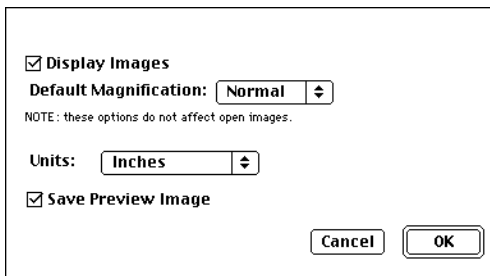 Display Images
Default Magnification: Normal
NOTE: these options do not affect open images.
Units: Inches
Save Preview Image
Cancel OK